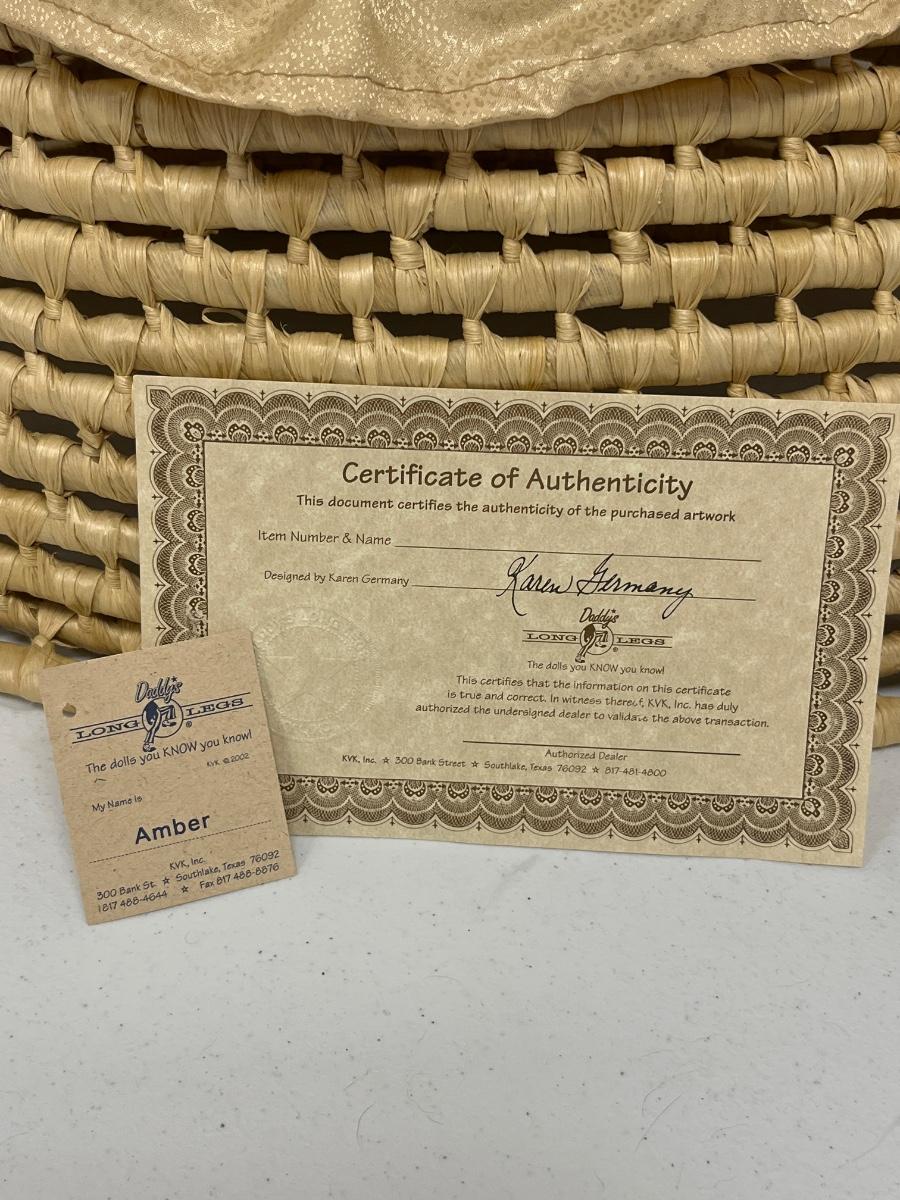 Certificate of Authenticity
This document certifies the authenticity of the purchased artwork
Item Number & Name
Designed by Karen Germany Karen Germany
Daddy's
LONG LEGS ®
The dolls you KNOW you know!
This certifies that the information on this certificate
is true and correct. In witness thereof, KVK, Inc. has duly
authorized the undersigned dealer to validate the above transaction.
Authorized Dealer
KVK, Inc. ☆ 300 Bank Street ☆ Southlake, Texas 76092 ☆ 817-481-4800
Daddy's
LONG LEGS ®
The dolls you KNOW you know!
KVK © 2002
My Name is
Amber
KVK, Inc.
300 Bank St. ☆ Southlake, Texas 76092
1817 488-4644 ☆ Fax 817 488-8876